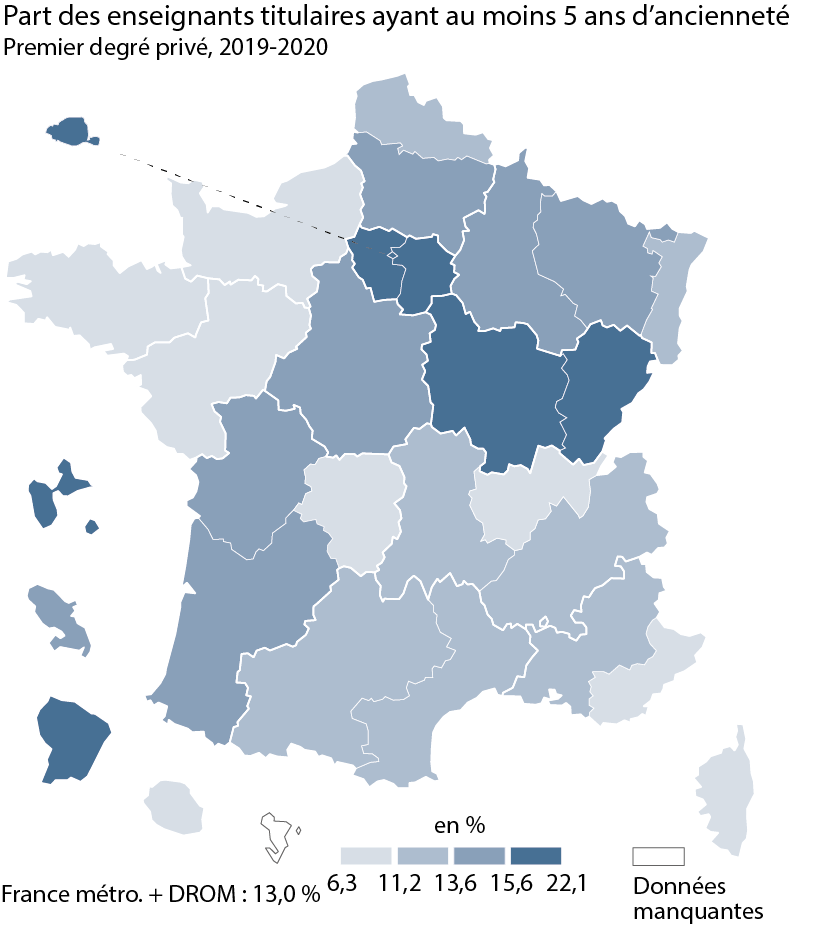 Part des enseignants titulaires ayant au moins 5 ans d’ancienneté
Premier degré privé, 2019-2020
en %
6,3 11,2 13,6 15,6 22,1
Données
manquantes
France métro. + DROM : 13,0 %